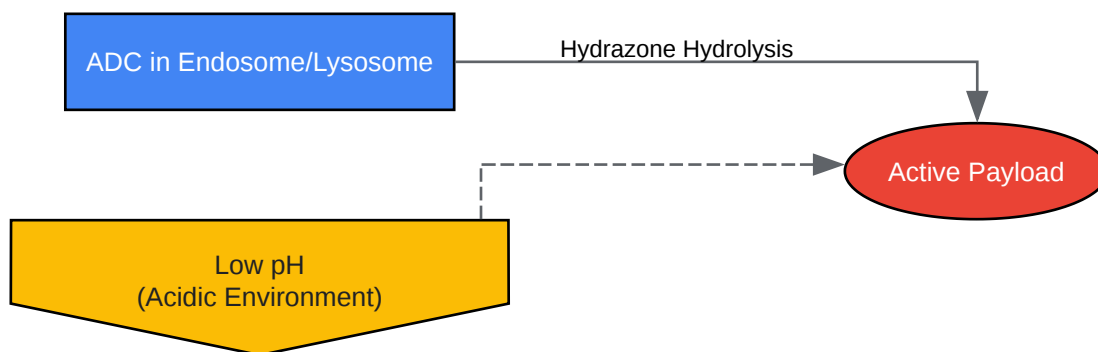 ADC in Endosome/Lysosome
Hydrazone Hydrolysis
Active Payload
Low pH
(Acidic Environment)